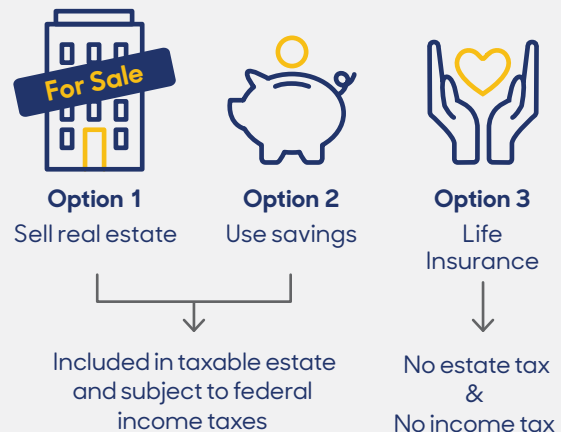 For Sale
Option 1
Sell real estate
Option 2
Use savings
Option 3
Life
Insurance
Included in taxable estate
and subject to federal
income taxes
No estate tax
&
No income tax